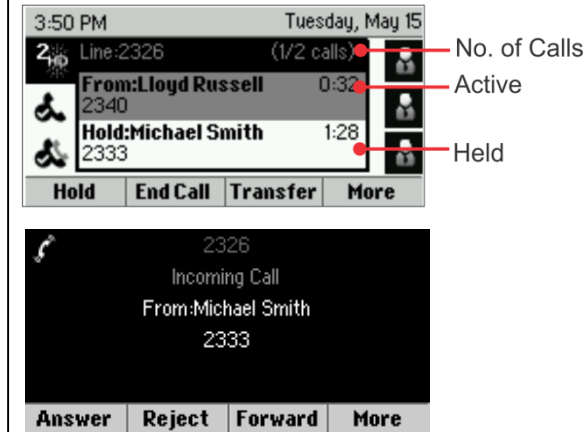 3:50 PM Tuesday, May 15
2HD Line:2326 (1/2 calls) No. of Calls
From:Lloyd Russell 0:32 Active
2340
Hold:Michael Smith 1:28 Held
2333
Hold End Call Transfer More
2326
Incoming Call
From:Michael Smith
2333
Answer Reject Forward More